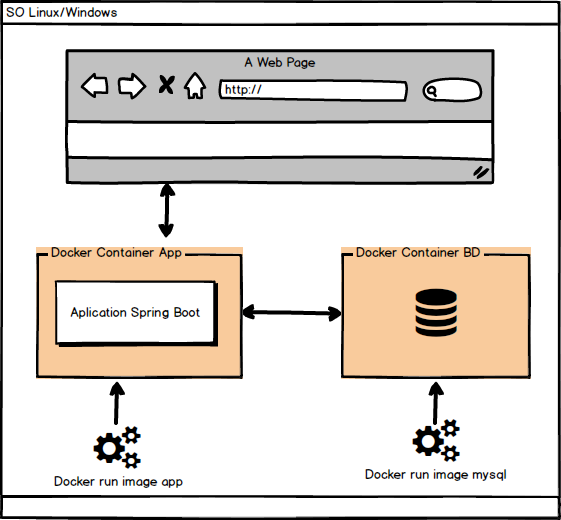 SO Linux/Windows
A Web Page
http://
Docker Container App
Docker Container BD
Aplication Spring Boot
Docker run image app
Docker run image mysql